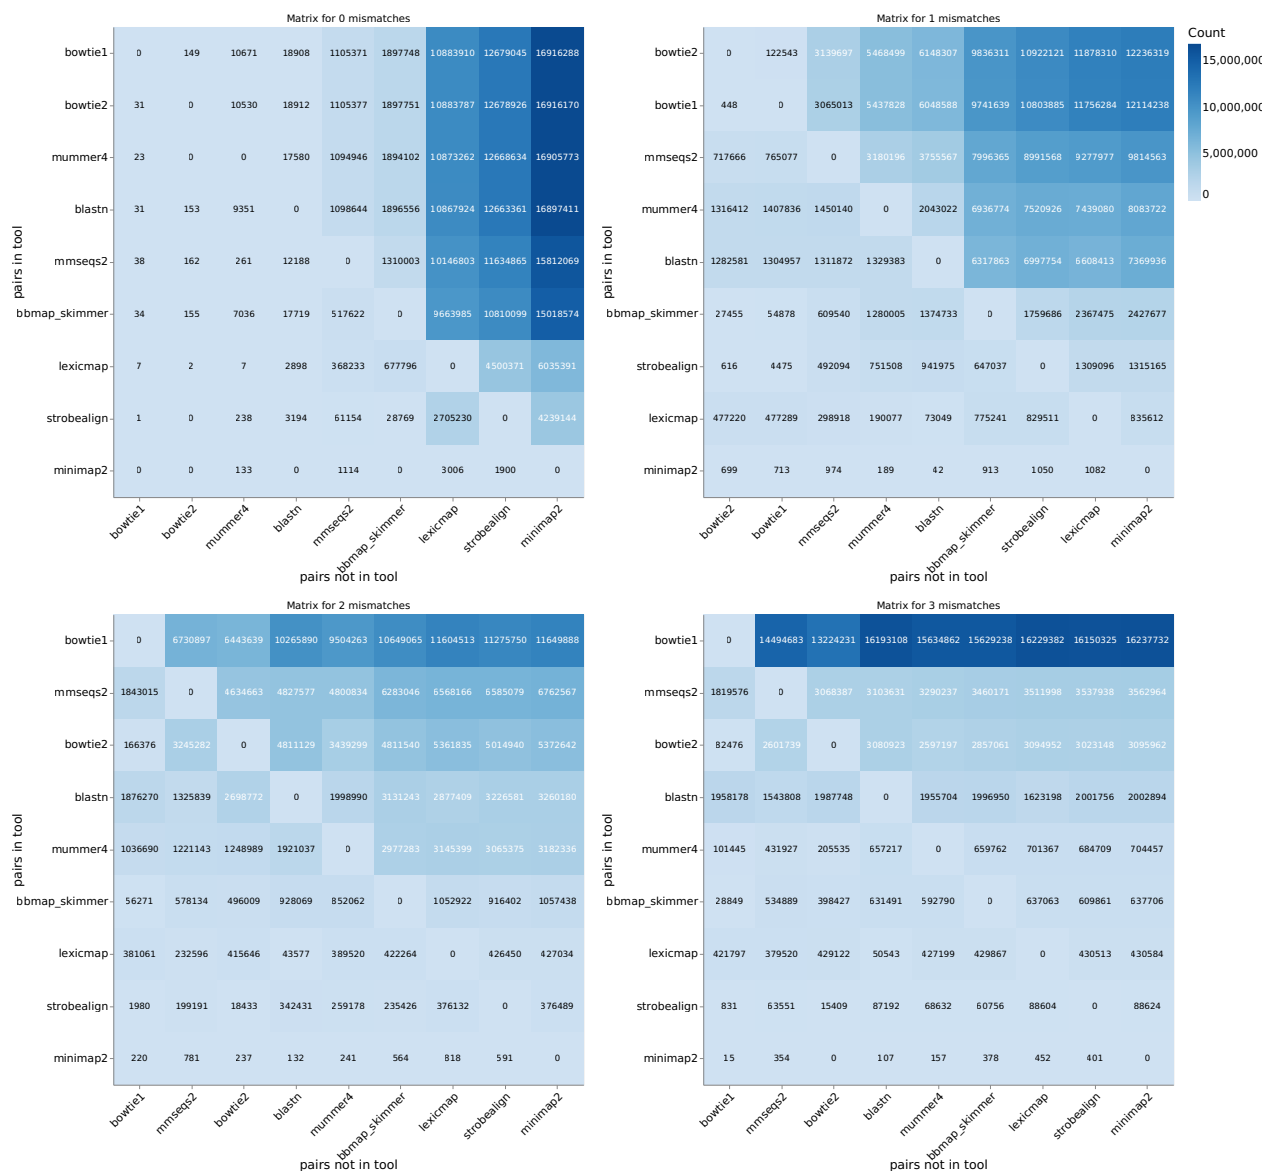 Matrix for 0 mismatches
bowtie1 0 149 10671 18908 1105371 1897748 10883910 12679045 16916288
bowtie2 31 0 10530 18912 1105377 1897751 10883787 12678926 16916170
mummer4 23 0 0 17580 1094946 1894102 10873262 12668634 16905773
blastn 31 153 9351 0 1098644 1896556 10867924 12663361 16897411
mmseqs2 38 162 261 12188 0 1310003 10146803 11634865 15812069
bbmap_skimmer 34 155 7036 17719 517622 0 9663985 10810099 15018574
lexicmap 7 2 7 2898 368233 677796 0 4500371 6035391
strobealign 1 0 238 3194 61154 28769 2705230 0 4239144
minimap2 0 0 133 0 1114 0 3006 1900 0
pairs in tool
bowtie1 bowtie2 mummer4 blastn mmseqs2 bbmap_skimmer lexicmap strobealign minimap2
pairs not in tool
Matrix for 1 mismatches
bowtie2 0 122543 3139697 5468499 6148307 9836311 10922121 11878310 12236319
bowtie1 448 0 3065013 5437828 6048588 9741639 10803885 11756284 12114238
mmseqs2 717666 765077 0 3180196 3755567 7996365 8991568 9277977 9814563
mummer4 1316412 1407836 1450140 0 2043022 6936774 7520926 7439080 8083722
blastn 1282581 1304957 1311872 1329383 0 6317863 6997754 6608413 7369936
bbmap_skimmer 27455 54878 609540 1280005 1374733 0 1759686 2367475 2427677
strobealign 616 4475 492094 751508 941975 647037 0 1309096 1315165
lexicmap 477220 477289 298918 190077 73049 775241 829511 0 835612
minimap2 699 713 974 189 42 913 1050 1082 0
pairs in tool
bowtie2 bowtie1 mmseqs2 mummer4 blastn bbmap_skimmer strobealign lexicmap minimap2
pairs not in tool
Count
15,000,000
10,000,000
5,000,000
0
Matrix for 2 mismatches
bowtie1 0 6730897 6443639 10265890 9504263 10649065 11604513 11275750 11649888
mmseqs2 1843015 0 4634663 4827577 4800834 6283046 6568166 6585079 6762567
bowtie2 166376 3245282 0 4811129 3439299 4811540 5361835 5014940 5372642
blastn 1876270 1325839 2698772 0 1998990 3131243 2877409 3226581 3260180
mummer4 1036690 1221143 1248989 1921037 0 2977283 3145399 3065375 3182336
bbmap_skimmer 56271 578134 496009 928069 852062 0 1052922 916402 1057438
lexicmap 381061 232596 415646 43577 389520 422264 0 426450 427034
strobealign 1980 199191 18433 342431 259178 235426 376132 0 376489
minimap2 220 781 237 132 241 564 818 591 0
pairs in tool
bowtie1 mmseqs2 bowtie2 blastn mummer4 bbmap_skimmer lexicmap strobealign minimap2
pairs not in tool
Matrix for 3 mismatches
bowtie1 0 14494683 13224231 16193108 15634862 15629238 16229382 16150325 16237732
mmseqs2 1819576 0 3068387 3103631 3290237 3460171 3511998 3537938 3562964
bowtie2 82476 2601739 0 3080923 2597197 2857061 3094952 3023148 3095962
blastn 1958178 1543808 1987748 0 1955704 1996950 1623198 2001756 2002894
mummer4 101445 431927 205535 657217 0 659762 701367 684709 704457
bbmap_skimmer 28849 534889 398427 631491 592790 0 637063 609861 637706
lexicmap 421797 379520 429122 50543 427199 429867 0 430513 430584
strobealign 831 63551 15409 87192 68632 60756 88604 0 88624
minimap2 15 354 0 107 157 378 452 401 0
pairs in tool
bowtie1 mmseqs2 bowtie2 blastn mummer4 bbmap_skimmer lexicmap strobealign minimap2
pairs not in tool